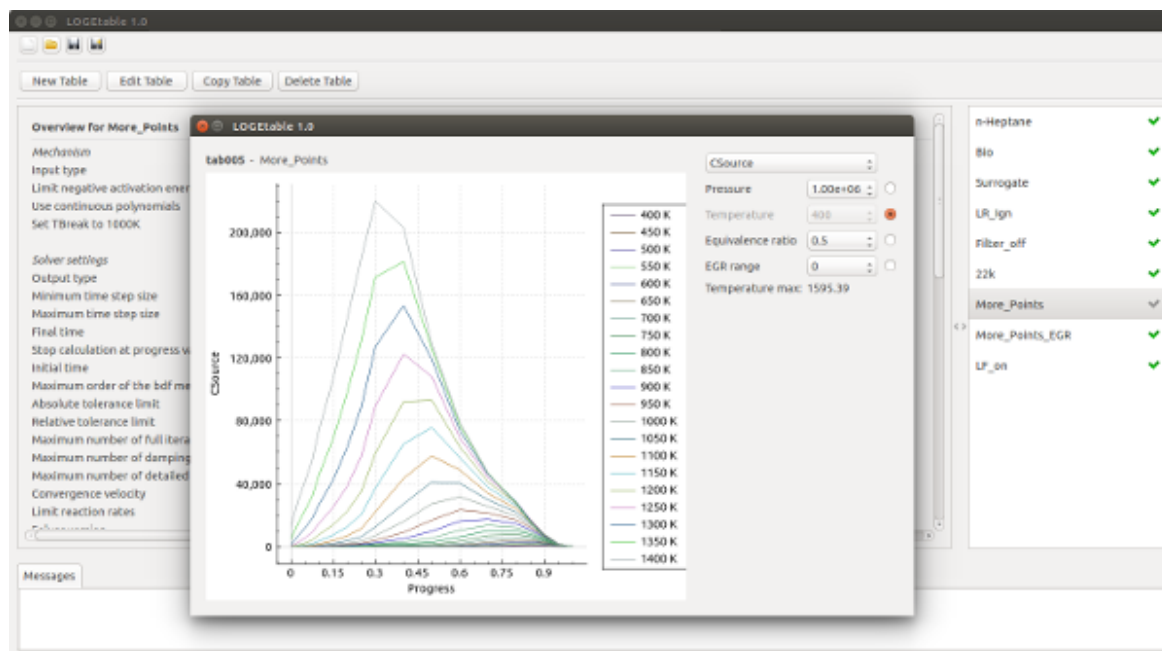 LOGEtable 1.0
New Table Edit Table Copy Table Delete Table
Overview for More_Points
Mechanism
Input type
Limit negative activation ener
Use continuous polynomials
Set TBreak to 1000K
Solver settings
Output type
Minimum time step size
Maximum time step size
Final time
Stop calculation at progress v
Initial time
Maximum order of the bdf me
Absolute tolerance limit
Relative tolerance limit
Maximum number of full itera
Maximum number of damping
Maximum number of detailed
Convergence velocity
Limit reaction rates
Messages
LOGEtable 1.0
tab005 - More_Points
CSource
200,000
160,000
120,000
80,000
40,000
0
0 0.15 0.3 0.45 0.6 0.75 0.9
Progress
400 K
450 K
500 K
550 K
600 K
650 K
700 K
750 K
800 K
850 K
900 K
950 K
1000 K
1050 K
1100 K
1150 K
1200 K
1250 K
1300 K
1350 K
1400 K
CSource
Pressure 1.00e+06
Temperature 400
Equivalence ratio 0.5
EGR range 0
Temperature max: 1595.39
n-Heptane
Bio
Surrogate
LR_Ign
Filter_off
22k
More_Points
More_Points_EGR
LF_on